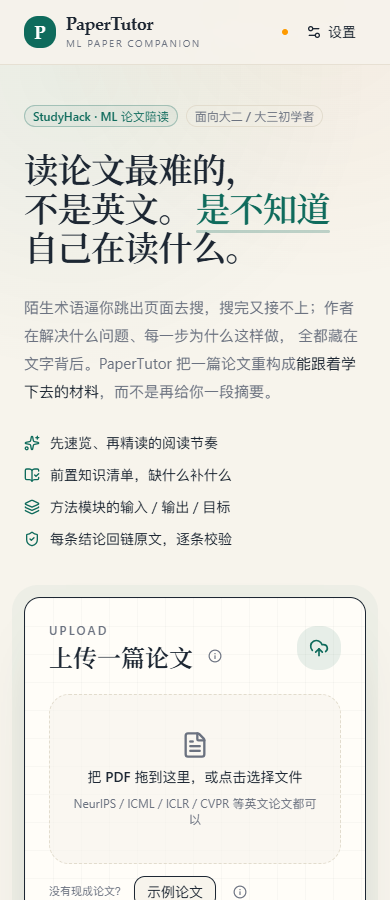 P
PaperTutor
ML PAPER COMPANION
设置
StudyHack · ML 论文陪读
面向大二 / 大三初学者
读论文最难的，
不是英文。 是不知道
自己在读什么。
陌生术语逼你跳出页面去搜，搜完又接不上；作者
在解决什么问题、每一步为什么这样做， 全都藏在
文字背后。PaperTutor 把一篇论文重构成能跟着学
下去的材料，而不是再给你一段摘要。
先速览、再精读的阅读节奏
前置知识清单，缺什么补什么
方法模块的输入 / 输出 / 目标
每条结论回链原文，逐条校验
UPLOAD
上传一篇论文
把 PDF 拖到这里，或点击选择文件
NeurIPS / ICML / ICLR / CVPR 等英文论文都可
以
没有现成论文？
示例论文